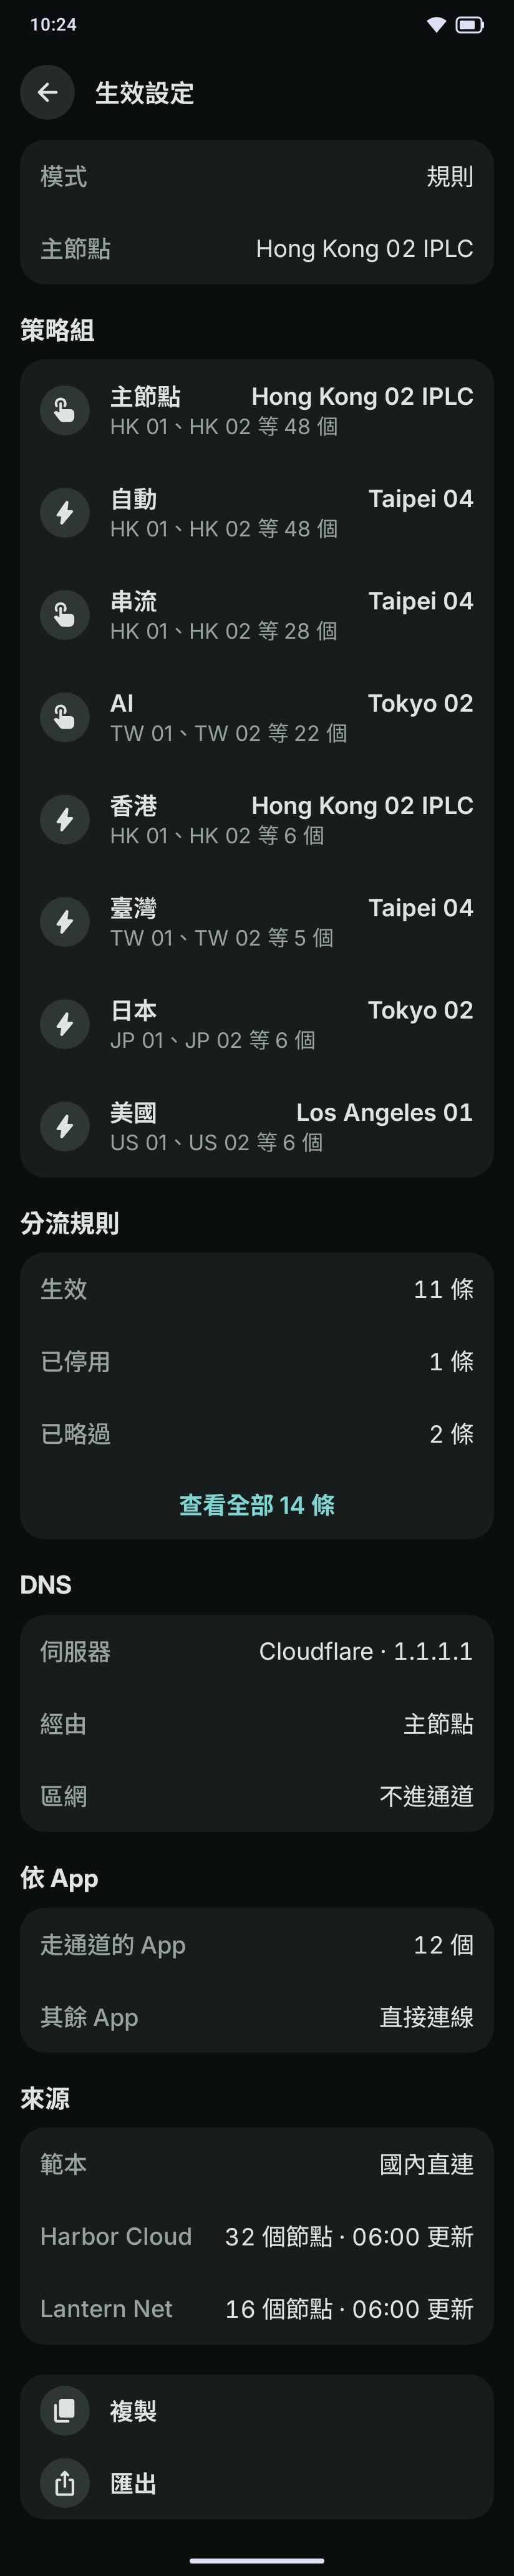 10:24
生效設定
模式 規則
主節點 Hong Kong 02 IPLC
策略組
主節點 Hong Kong 02 IPLC
HK 01、HK 02 等 48 個
自動 Taipei 04
HK 01、HK 02 等 48 個
串流 Taipei 04
HK 01、HK 02 等 28 個
AI Tokyo 02
TW 01、TW 02 等 22 個
香港 Hong Kong 02 IPLC
HK 01、HK 02 等 6 個
臺灣 Taipei 04
TW 01、TW 02 等 5 個
日本 Tokyo 02
JP 01、JP 02 等 6 個
美國 Los Angeles 01
US 01、US 02 等 6 個
分流規則
生效 11 條
已停用 1 條
已略過 2 條
查看全部 14 條
DNS
伺服器 Cloudflare · 1.1.1.1
經由 主節點
區網 不進通道
依 App
走通道的 App 12 個
其餘 App 直接連線
來源
範本 國內直連
Harbor Cloud 32 個節點 · 06:00 更新
Lantern Net 16 個節點 · 06:00 更新
複製
匯出